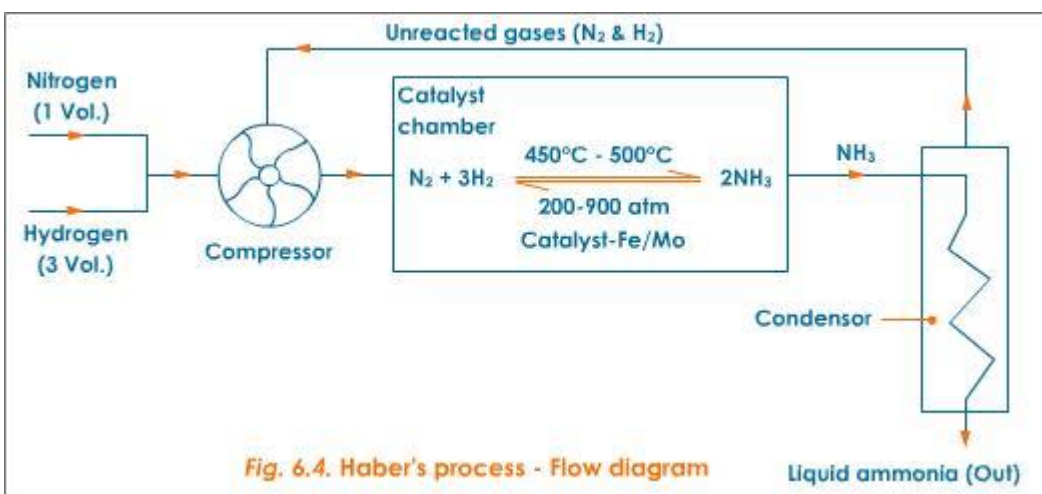 Unreacted gases (N₂ & H₂)
Nitrogen
(1 Vol.)
Hydrogen
(3 Vol.)
Compressor
Catalyst
chamber
450°C - 500°C
N₂ + 3H₂ 2NH₃
200-900 atm
Catalyst-Fe/Mo
NH₃
Condensor
Liquid ammonia (Out)
Fig. 6.4. Haber's process - Flow diagram